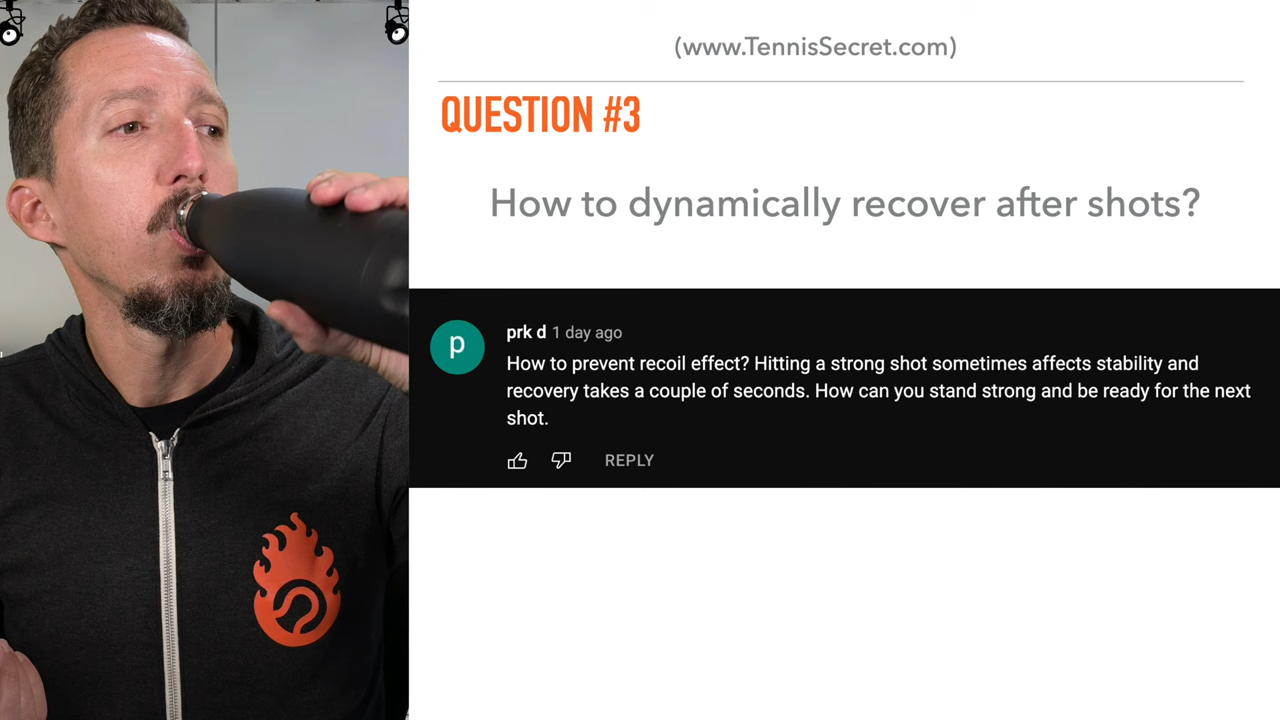 (www.TennisSecret.com)
QUESTION #3
How to dynamically recover after shots?
p
prk d 1 day ago
How to prevent recoil effect? Hitting a strong shot sometimes affects stability and
recovery takes a couple of seconds. How can you stand strong and be ready for the next
shot.
REPLY